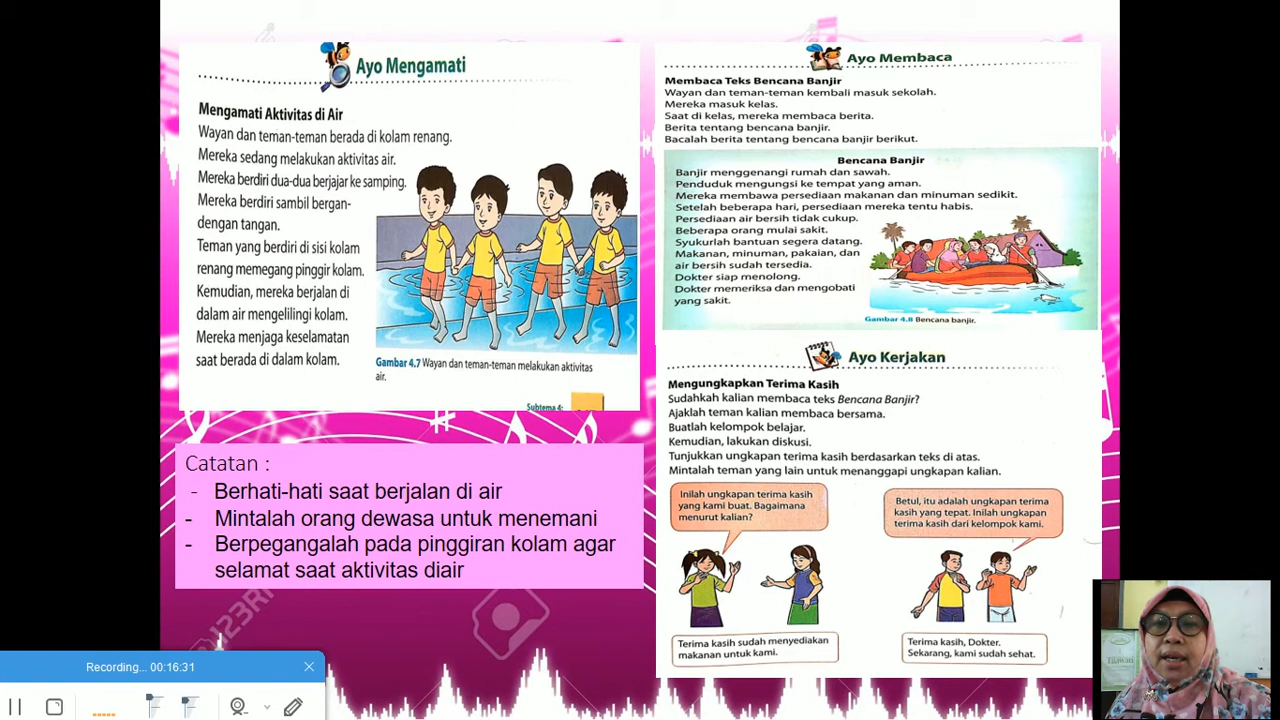 Ayo Mengamati
Mengamati Aktivitas di Air
Wayan dan teman-teman berada di kolam renang.
Mereka sedang melakukan aktivitas air.
Mereka berdiri dua-dua berjajar ke samping.
Mereka berdiri sambil bergan-
dengan tangan.
Teman yang berdiri di sisi kolam
renang memegang pinggir kolam.
Kemudian, mereka berjalan di
dalam air mengelilingi kolam.
Mereka menjaga keselamatan
saat berada di dalam kolam.
Gambar 4.7 Wayan dan teman-teman melakukan aktivitas
air.
Subtema 4:
Catatan :
- Berhati-hati saat berjalan di air
- Mintalah orang dewasa untuk menemani
- Berpegangalah pada pinggiran kolam agar
selamat saat aktivitas diair
Ayo Membaca
Membaca Teks Bencana Banjir
Wayan dan teman-teman kembali masuk sekolah.
Mereka masuk kelas.
Saat di kelas, mereka membaca berita.
Berita tentang bencana banjir.
Bacalah berita tentang bencana banjir berikut.
Bencana Banjir
Banjir menggenangi rumah dan sawah.
Penduduk mengungsi ke tempat yang aman.
Mereka membawa persediaan makanan dan minuman sedikit.
Setelah beberapa hari, persediaan mereka tentu habis.
Persediaan air bersih tidak cukup.
Beberapa orang mulai sakit.
Syukurlah bantuan segera datang.
Makanan, minuman, pakaian, dan
air bersih sudah tersedia.
Dokter siap menolong.
Dokter memeriksa dan mengobati
yang sakit.
Gambar 4.8 Bencana banjir.
Ayo Kerjakan
Mengungkapkan Terima Kasih
Sudahkah kalian membaca teks Bencana Banjir?
Ajaklah teman kalian membaca bersama.
Buatlah kelompok belajar.
Kemudian, lakukan diskusi.
Tunjukkan ungkapan terima kasih berdasarkan teks di atas.
Mintalah teman yang lain untuk menanggapi ungkapan kalian.
Inilah ungkapan terima kasih
yang kami buat. Bagaimana
menurut kalian?
Betul, itu adalah ungkapan terima
kasih yang tepat. Inilah ungkapan
terima kasih dari kelompok kami.
Terima kasih sudah menyediakan
makanan untuk kami.
Terima kasih, Dokter.
Sekarang, kami sudah sehat.
Recording... 00:16:31